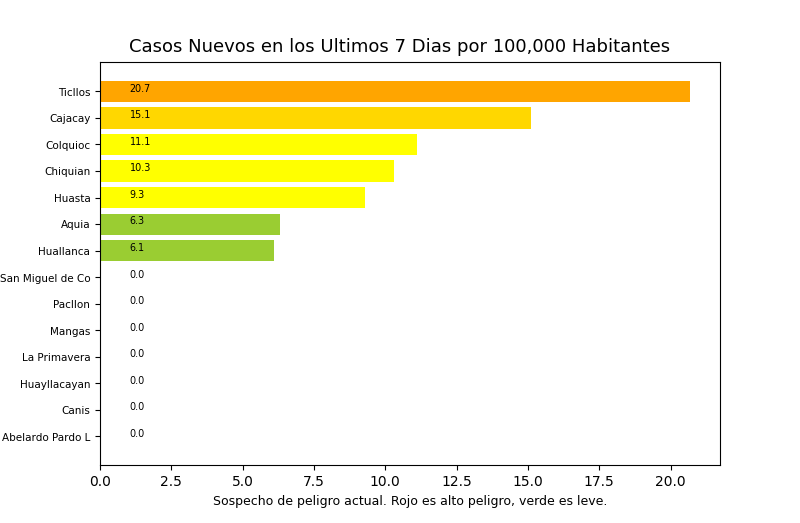 Casos Nuevos en los Ultimos 7 Dias por 100,000 Habitantes
Ticllos 20.7
Cajacay 15.1
Colquioc 11.1
Chiquian 10.3
Huasta 9.3
Aquia 6.3
Huallanca 6.1
San Miguel de Co 0.0
Pacllon 0.0
Mangas 0.0
La Primavera 0.0
Huayllacayan 0.0
Canis 0.0
Abelardo Pardo L 0.0
0.0 2.5 5.0 7.5 10.0 12.5 15.0 17.5 20.0
Sospecho de peligro actual. Rojo es alto peligro, verde es leve.